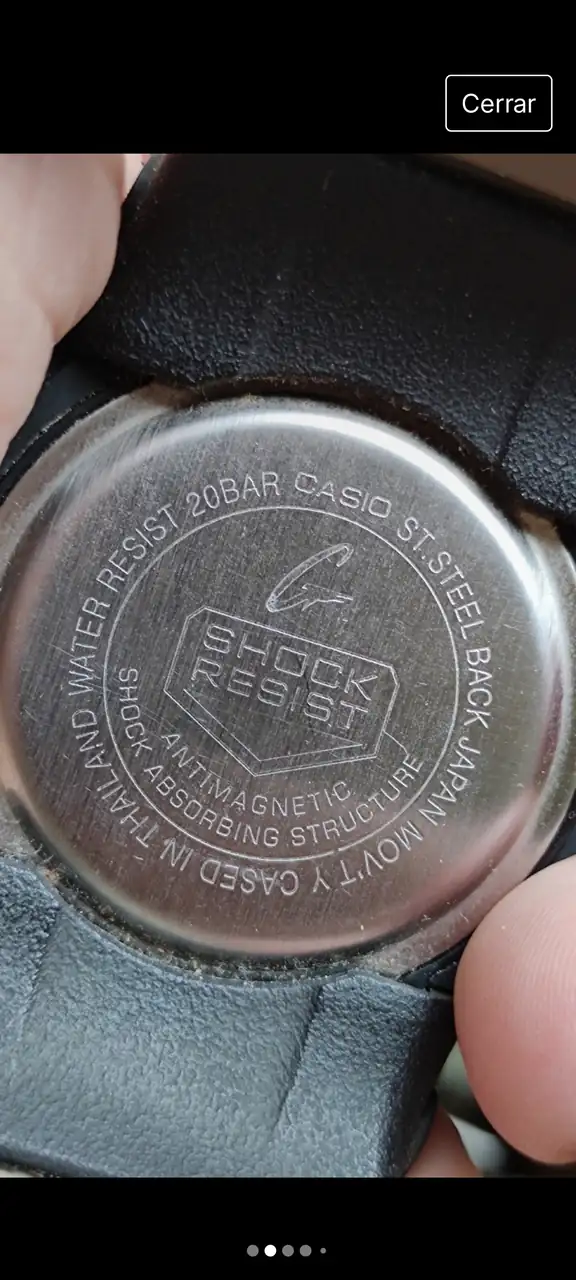 Cerrar
CASIO ST.STEEL BACK JAPAN MOV'T Y CASED IN THAILAND WATER RESIST 20BAR
G
SHOCK
RESIST
ANTIMAGNETIC
SHOCK ABSORBING STRUCTURE